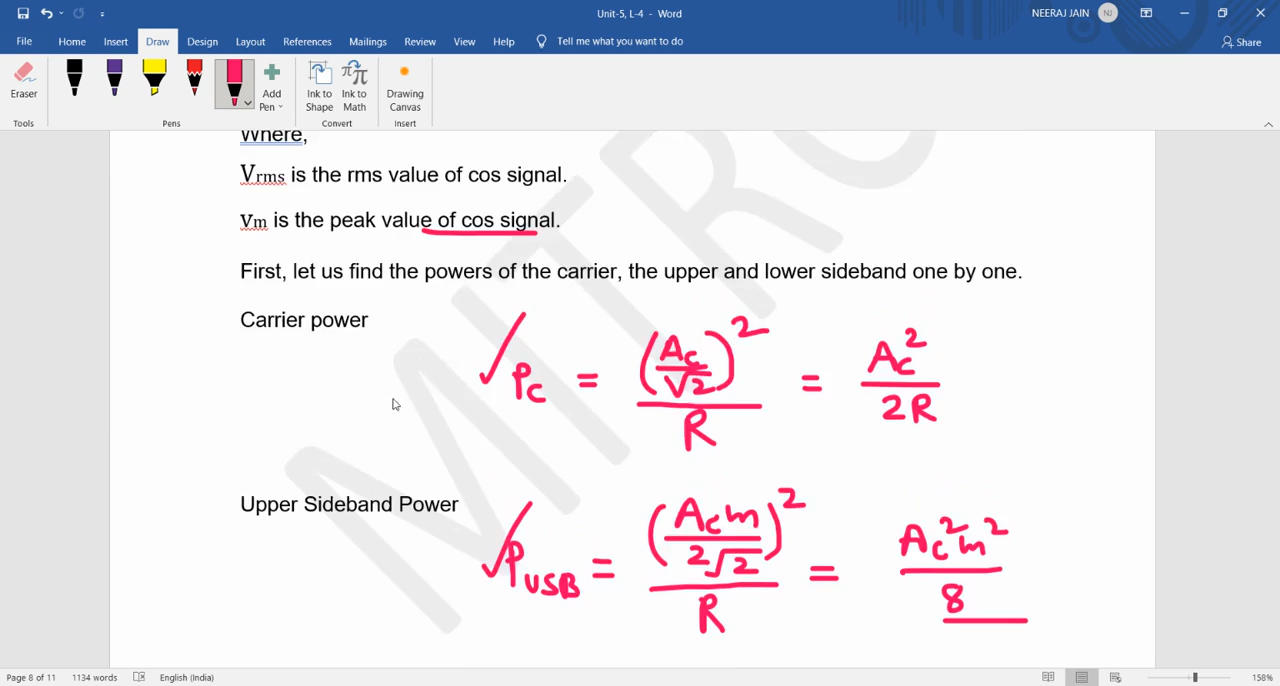 Unit-5, L-4 - Word
NEERAJ JAIN NJ
File Home Insert Draw Design Layout References Mailings Review View Help Tell me what you want to do Share
Eraser Add Pen Ink to Shape Ink to Math Drawing Canvas
Tools Pens Convert Insert
Where,
Vrms is the rms value of cos signal.
vm is the peak value of cos signal.
First, let us find the powers of the carrier, the upper and lower sideband one by one.
Carrier power
✓ Pc = (Ac/√2)²/R = Ac²/2R
Upper Sideband Power
✓ PUSB = (Acm/2√2)²/R = Ac²m²/8
Page 8 of 11 1134 words English (India) 158%